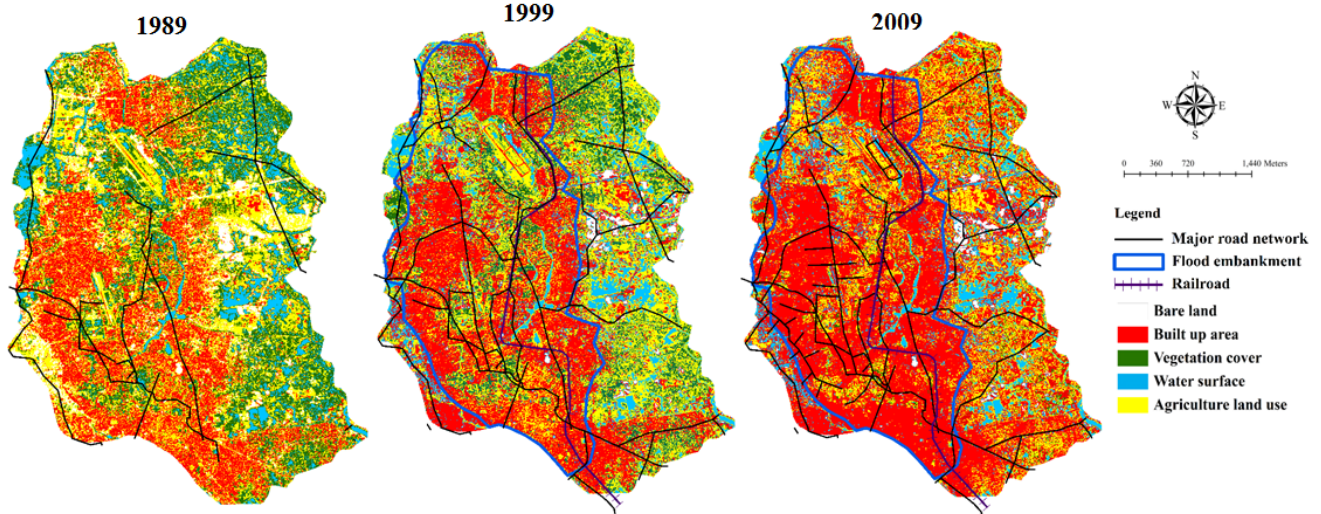 1989
1999
2009
N
W E
S
0 360 720 1,440 Meters
Legend
Major road network
Flood embankment
Railroad
Bare land
Built up area
Vegetation cover
Water surface
Agriculture land use